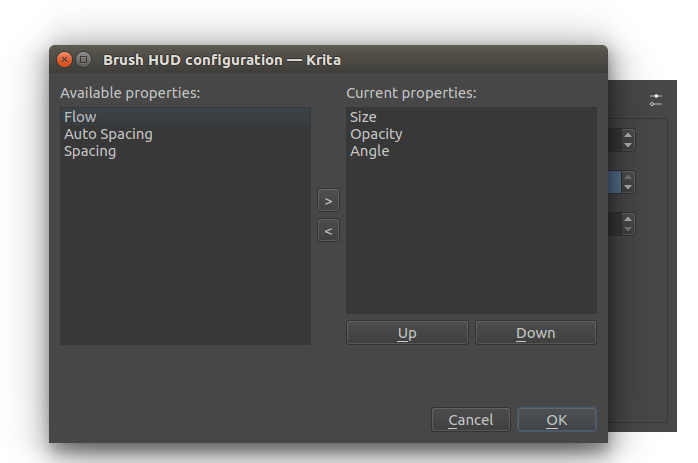 Brush HUD configuration — Krita
Available properties:
Flow
Auto Spacing
Spacing
>
<
Current properties:
Size
Opacity
Angle
Up
Down
Cancel
OK